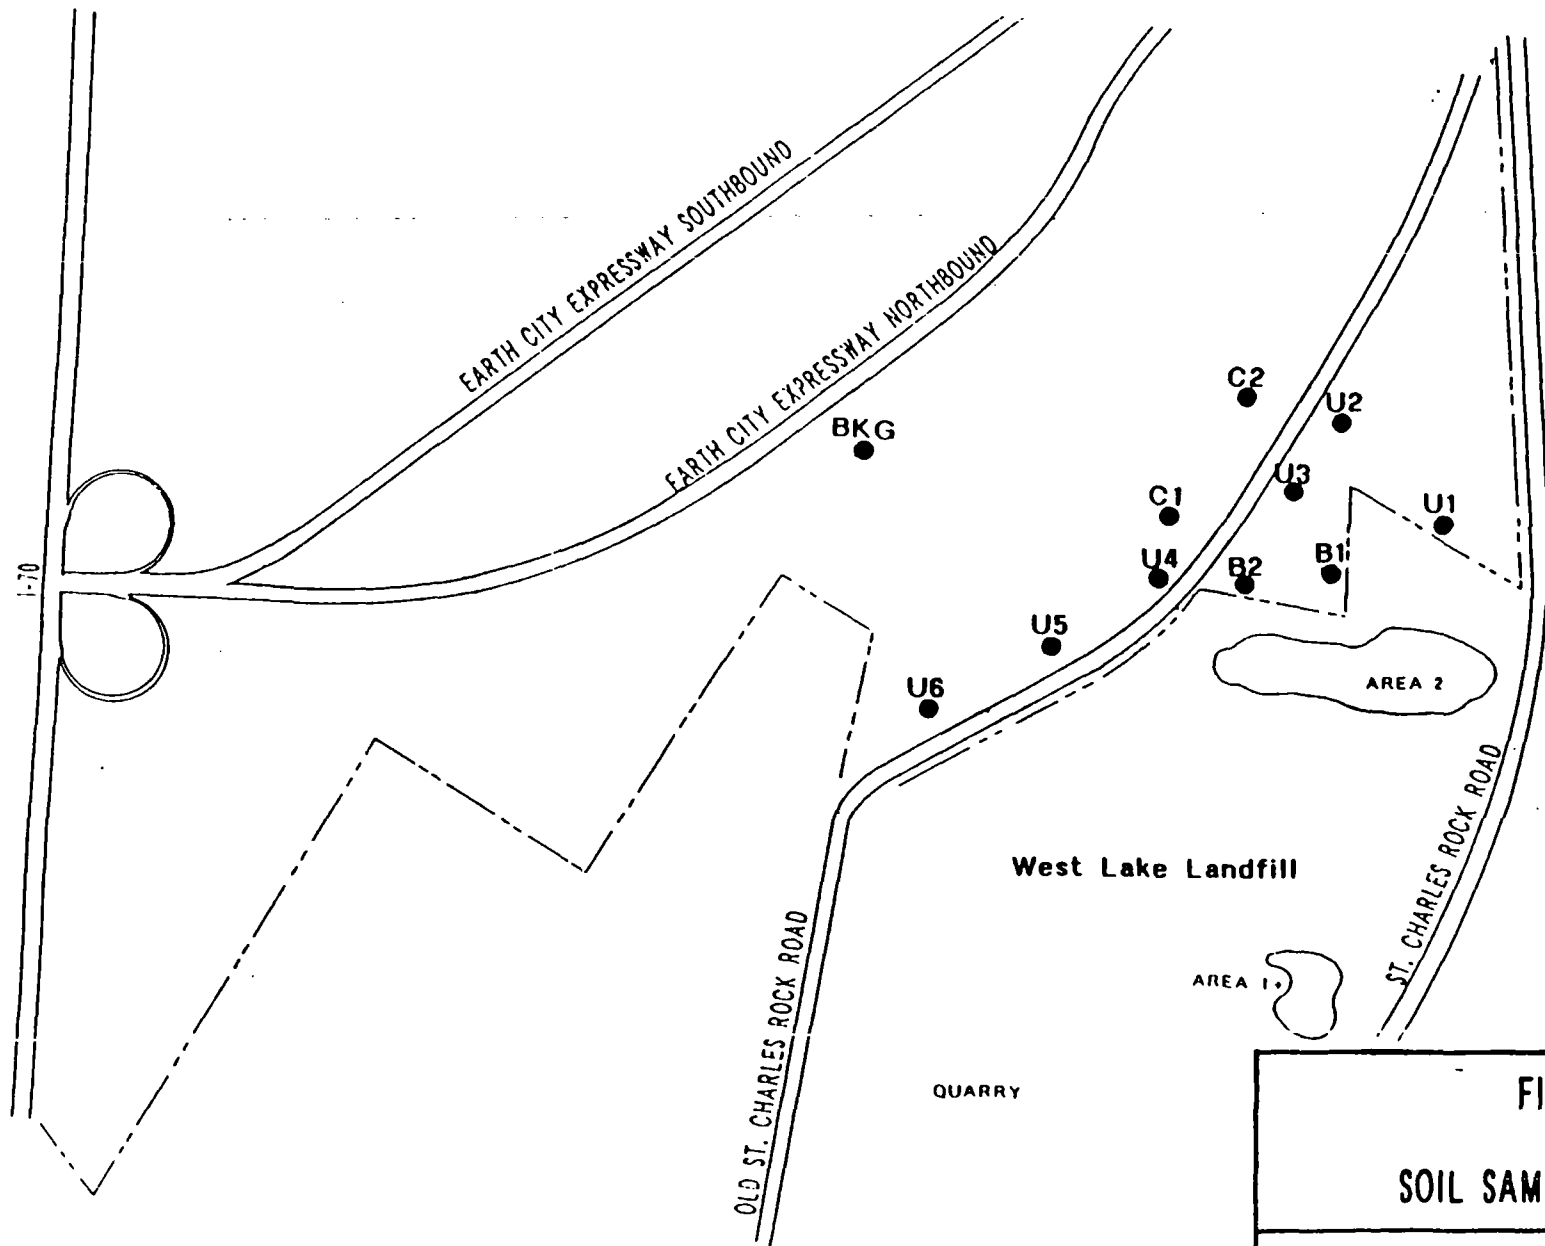 EARTH CITY EXPRESSWAY SOUTHBOUND
EARTH CITY EXPRESSWAY NORTHBOUND
C2
U2
BKG
U3
C1
U1
U4
B2
B1
I-70
U5
AREA 2
U6
West Lake Landfill
ST. CHARLES ROCK ROAD
AREA 1
OLD ST. CHARLES ROCK ROAD
QUARRY
SOIL